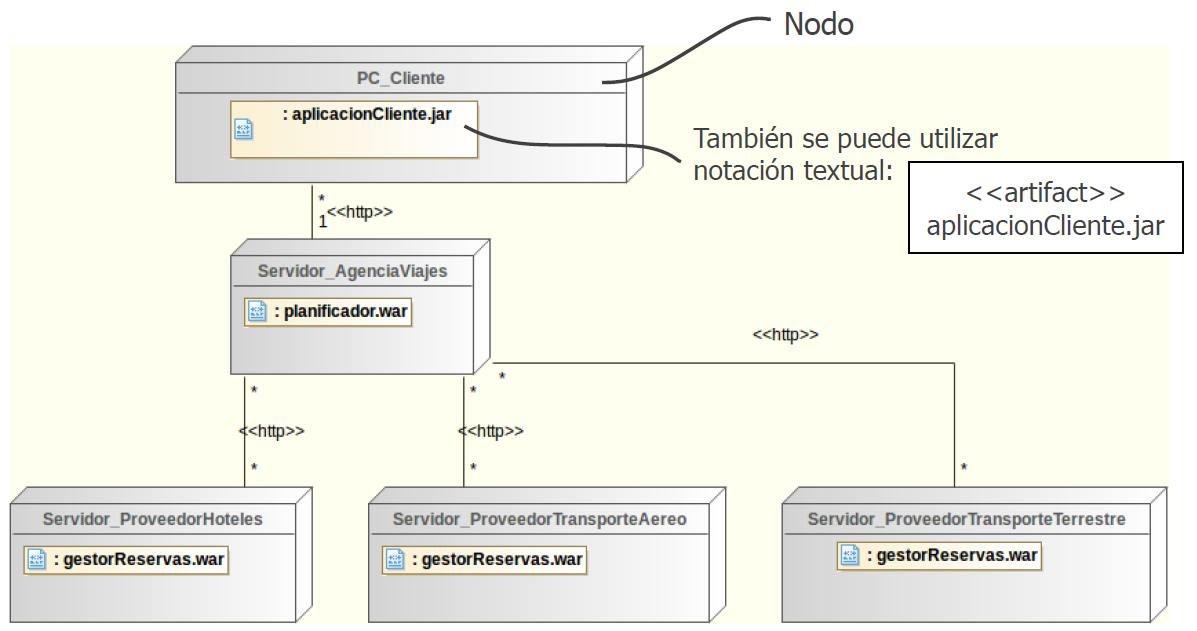 Nodo
PC_Cliente
: aplicacionCliente.jar
También se puede utilizar
notación textual:
<<artifact>>
aplicacionCliente.jar
*
<<http>>
1
Servidor_AgenciaViajes
: planificador.war
<<http>>
*
*
*
<<http>>
<<http>>
*
*
*
Servidor_ProveedorHoteles
: gestorReservas.war
Servidor_ProveedorTransporteAereo
: gestorReservas.war
Servidor_ProveedorTransporteTerrestre
: gestorReservas.war